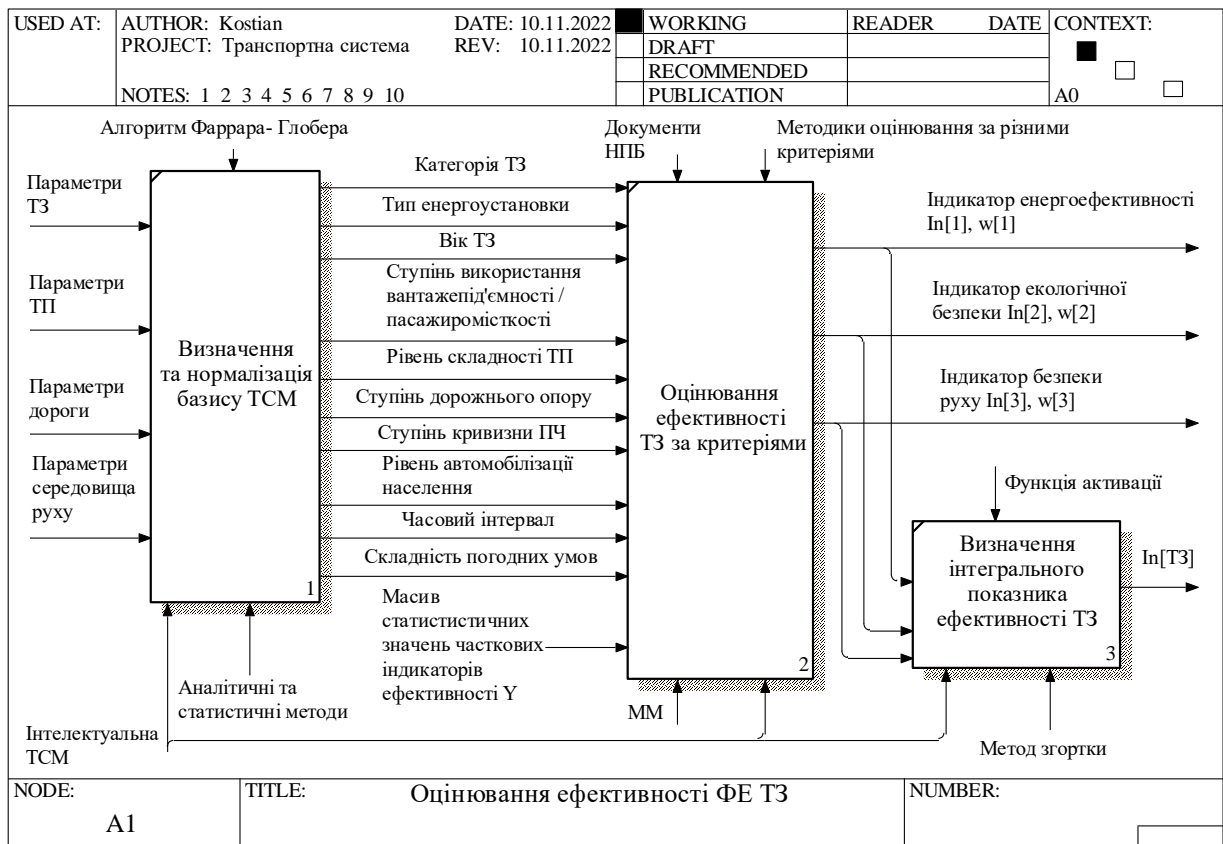 USED AT:
AUTHOR: Kostian
DATE: 10.11.2022
PROJECT: Транспортна система
REV: 10.11.2022
NOTES: 1 2 3 4 5 6 7 8 9 10
WORKING
DRAFT
RECOMMENDED
PUBLICATION
READER
DATE
CONTEXT:
A0
Алгоритм Фаррара- Глобера
Параметри
ТЗ
Параметри
ТП
Параметри
дороги
Параметри
середовища
руху
Визначення
та нормалізація
базису ТСМ
1
Аналітичні та
статистичні методи
Інтелектуальна
ТСМ
Категорія ТЗ
Тип енергоустановки
Вік ТЗ
Ступінь використання
вантажепід'ємності /
пасажиромісткості
Рівень складності ТП
Ступінь дорожнього опору
Ступінь кривизни ПЧ
Рівень автомобілізації
населення
Часовий інтервал
Складність погодних умов
Масив
статистистичних
значень часткових
індикаторів
ефективності Y
Документи
НПБ
Методики оцінювання за різними
критеріями
Оцінювання
ефективності
ТЗ за критеріями
2
ММ
Індикатор енергоефективності
In[1], w[1]
Індикатор екологічної
безпеки In[2], w[2]
Індикатор безпеки
руху In[3], w[3]
Функція активації
Визначення
інтегрального
показника
ефективності ТЗ
3
In[ТЗ]
Метод згортки
NODE:
A1
TITLE:
Оцінювання ефективності ФЕ ТЗ
NUMBER: